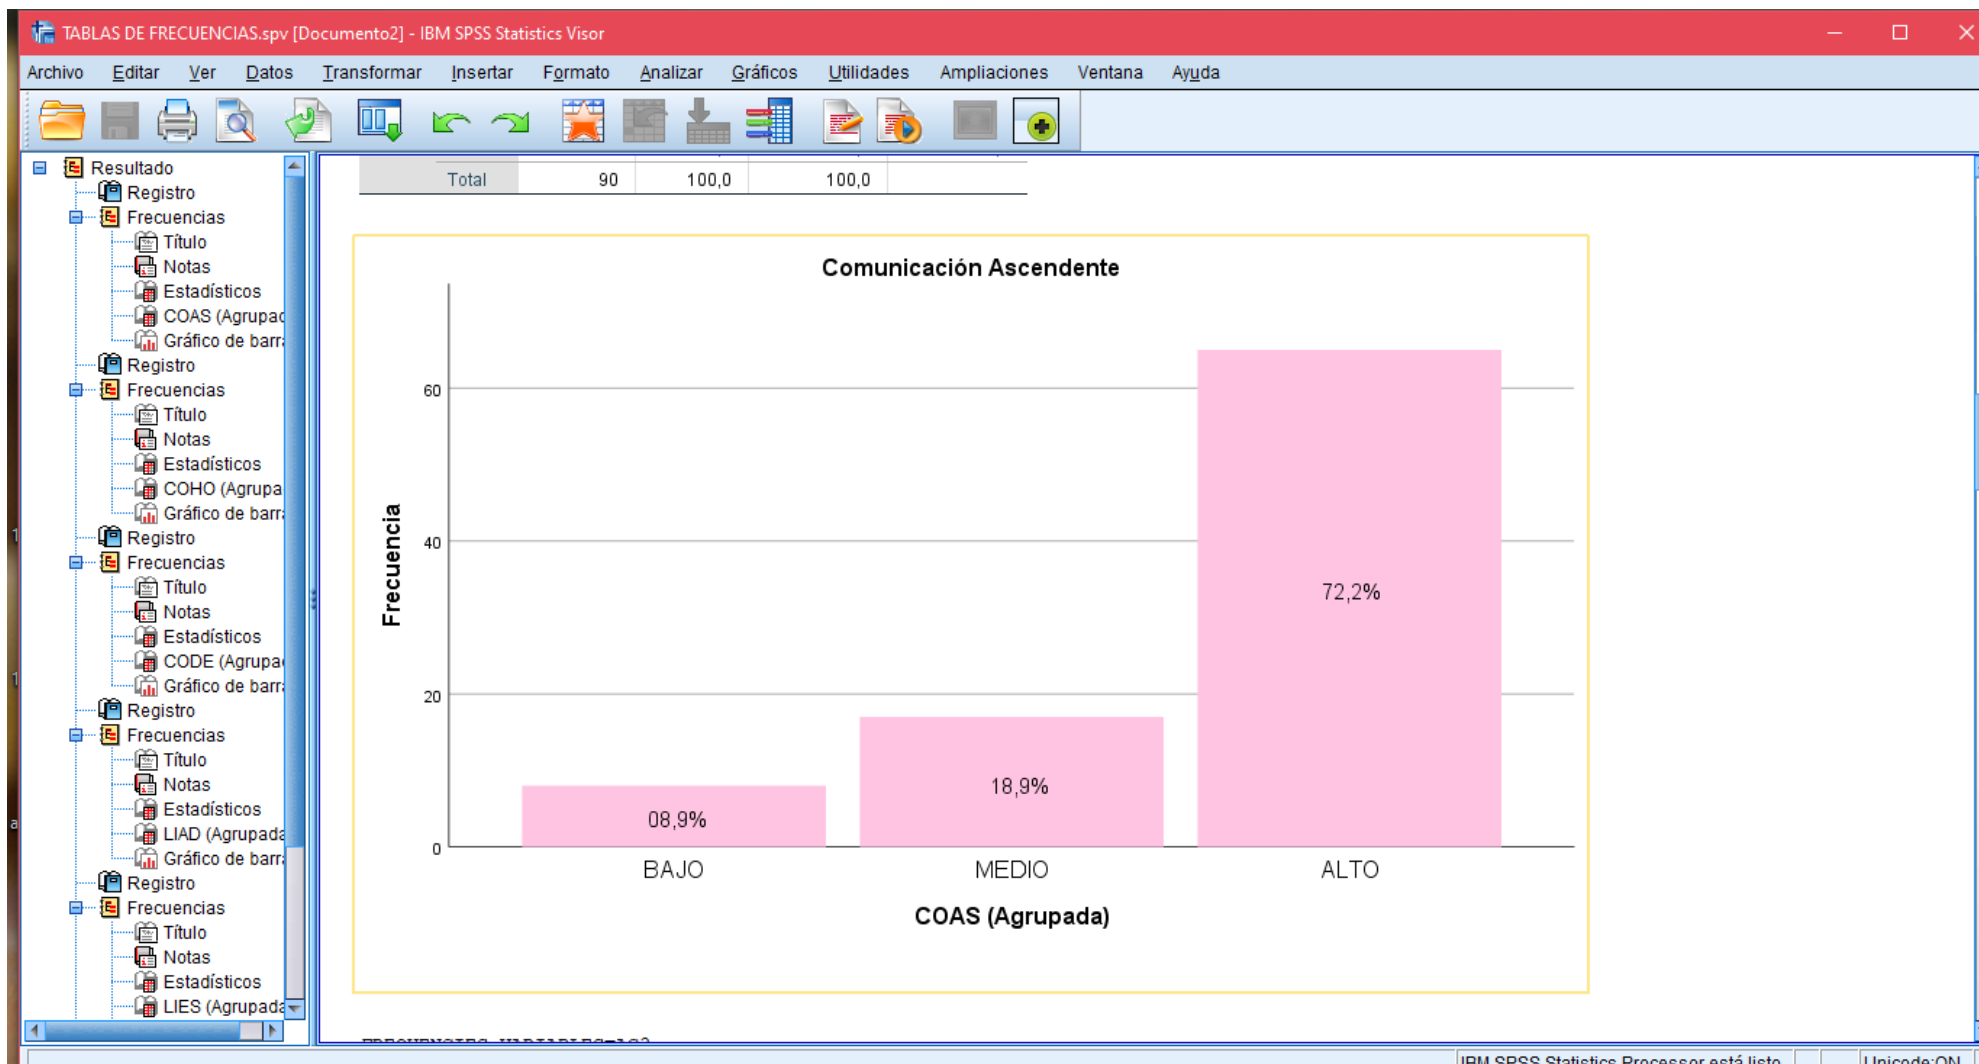 TABLAS DE FRECUENCIAS.spv [Documento2] - IBM SPSS Statistics Visor
Archivo Editar Ver Datos Transformar Insertar Formato Analizar Gráficos Utilidades Ampliaciones Ventana Ayuda
Resultado
Registro
Frecuencias
Título
Notas
Estadísticos
COAS (Agrupad
Gráfico de barr
Registro
Frecuencias
Título
Notas
Estadísticos
COHO (Agrupa
Gráfico de barr
Registro
Frecuencias
Título
Notas
Estadísticos
CODE (Agrupa
Gráfico de barr
Registro
Frecuencias
Título
Notas
Estadísticos
LIAD (Agrupada
Gráfico de barr
Registro
Frecuencias
Título
Notas
Estadísticos
LIES (Agrupada
Total 90 100,0 100,0
Comunicación Ascendente
Frecuencia
60
40
20
0
72,2%
18,9%
08,9%
BAJO MEDIO ALTO
COAS (Agrupada)
FREQUENCIES VARIABLES=AG2
IBM SPSS Statistics Processor está listo Unicode:ON